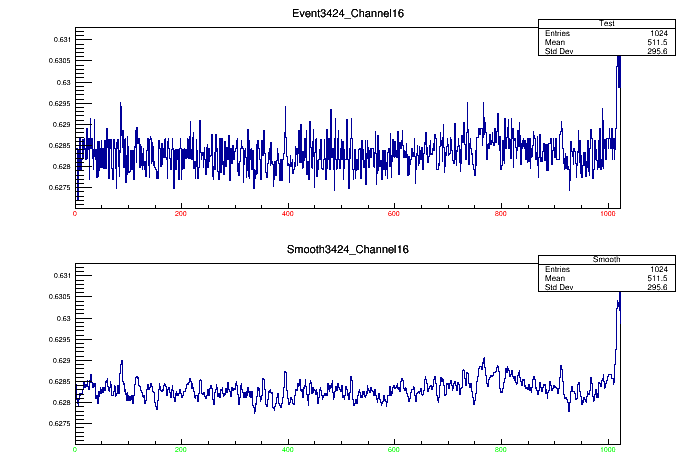 Event3424_Channel16
Test
Entries 1024
Mean 511.5
Std Dev 295.6
0.631
0.6305
0.63
0.6295
0.629
0.6285
0.628
0.6275
0 200 400 600 800 1000
Smooth3424_Channel16
Smooth
Entries 1024
Mean 511.5
Std Dev 295.6
0.631
0.6305
0.63
0.6295
0.629
0.6285
0.628
0.6275
0 200 400 600 800 1000